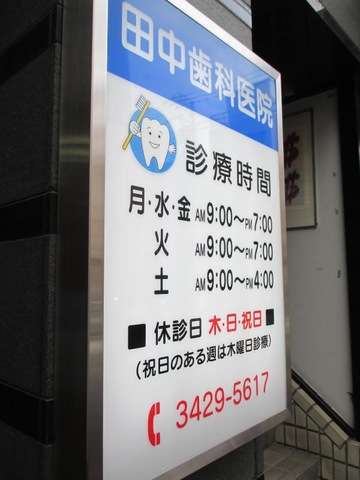 田中歯科医院
診療時間
月・水・金 AM9:00〜PM7:00
火 AM9:00〜PM7:00
土 AM9:00〜PM4:00
■ 休診日 木・日・祝日 ■
(祝日のある週は木曜日診療)
3429-5617